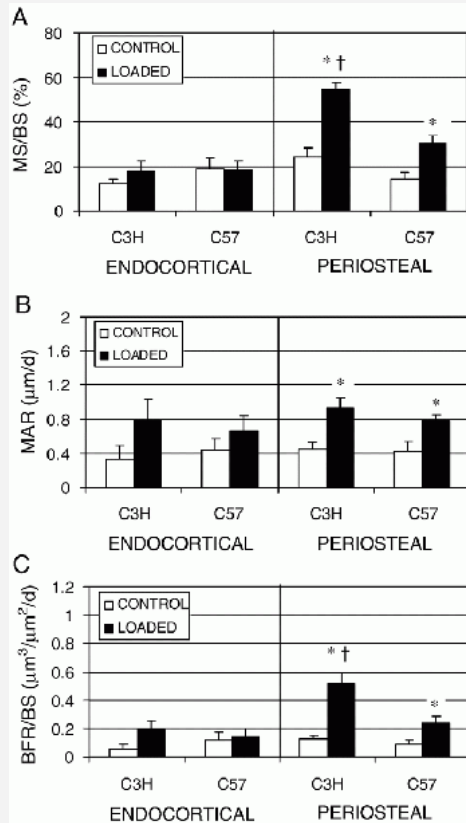 A
MS/BS (%)
80
60
40
20
0
CONTROL
LOADED
* †
*
C3H C57 C3H C57
ENDOCORTICAL PERIOSTEAL
B
MAR (µm/d)
2
1.6
1.2
0.8
0.4
0
CONTROL
LOADED
*
*
C3H C57 C3H C57
ENDOCORTICAL PERIOSTEAL
C
BFR/BS (µm³/µm²/d)
1.2
1
0.8
0.6
0.4
0.2
0
CONTROL
LOADED
* †
*
C3H C57 C3H C57
ENDOCORTICAL PERIOSTEAL